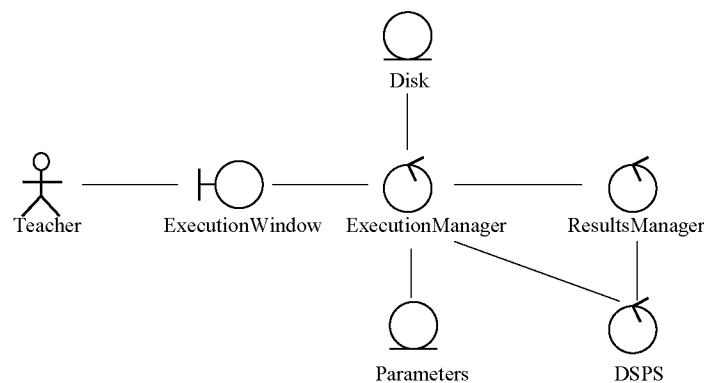 Disk
Teacher
ExecutionWindow
ExecutionManager
ResultsManager
Parameters
DSPS